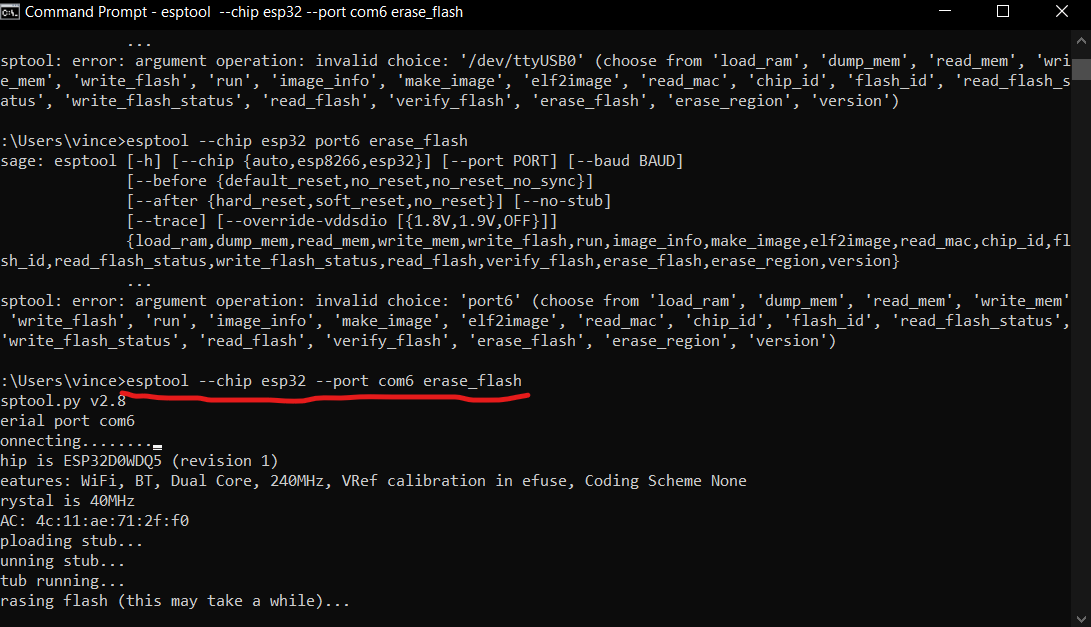 Command Prompt - esptool --chip esp32 --port com6 erase_flash
...
sptool: error: argument operation: invalid choice: '/dev/ttyUSB0' (choose from 'load_ram', 'dump_mem', 'read_mem', 'wri
e_mem', 'write_flash', 'run', 'image_info', 'make_image', 'elf2image', 'read_mac', 'chip_id', 'flash_id', 'read_flash_s
atus', 'write_flash_status', 'read_flash', 'verify_flash', 'erase_flash', 'erase_region', 'version')
:\Users\vince>esptool --chip esp32 port6 erase_flash
sage: esptool [-h] [--chip {auto,esp8266,esp32}] [--port PORT] [--baud BAUD]
[--before {default_reset,no_reset,no_reset_no_sync}]
[--after {hard_reset,soft_reset,no_reset}] [--no-stub]
[--trace] [--override-vddsdio [{1.8V,1.9V,OFF}]]
{load_ram,dump_mem,read_mem,write_mem,write_flash,run,image_info,make_image,elf2image,read_mac,chip_id,fl
sh_id,read_flash_status,write_flash_status,read_flash,verify_flash,erase_flash,erase_region,version}
...
sptool: error: argument operation: invalid choice: 'port6' (choose from 'load_ram', 'dump_mem', 'read_mem', 'write_mem'
'write_flash', 'run', 'image_info', 'make_image', 'elf2image', 'read_mac', 'chip_id', 'flash_id', 'read_flash_status',
'write_flash_status', 'read_flash', 'verify_flash', 'erase_flash', 'erase_region', 'version')
:\Users\vince>esptool --chip esp32 --port com6 erase_flash
sptool.py v2.8
erial port com6
onnecting........_
hip is ESP32D0WDQ5 (revision 1)
eatures: WiFi, BT, Dual Core, 240MHz, VRef calibration in efuse, Coding Scheme None
rystal is 40MHz
AC: 4c:11:ae:71:2f:f0
ploading stub...
unning stub...
tub running...
rasing flash (this may take a while)...